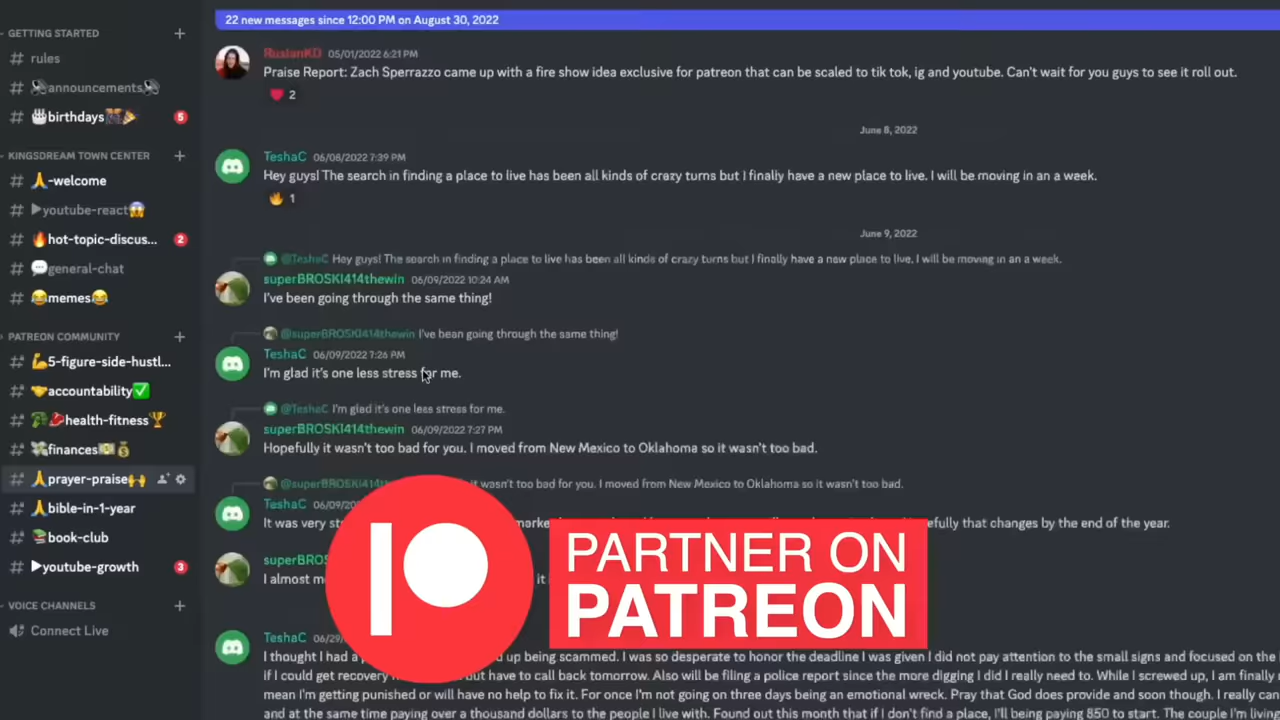 22 new messages since 12:00 PM on August 30, 2022
GETTING STARTED
# rules
# announcements
# birthdays 5
KINGSDREAM TOWN CENTER
# -welcome
# youtube-react
# hot-topic-discus... 2
# general-chat
# memes
PATREON COMMUNITY
# 5-figure-side-hustl...
# accountability
# health-fitness
# finances
# prayer-praise
# bible-in-1-year
# book-club
# youtube-growth 3
VOICE CHANNELS
Connect Live
RuslanKD 05/01/2022 6:21 PM
Praise Report: Zach Sperrazzo came up with a fire show idea exclusive for patreon that can be scaled to tik tok, ig and youtube. Can't wait for you guys to see it roll out.
2
June 8, 2022
TeshaC 06/08/2022 7:39 PM
Hey guys! The search in finding a place to live has been all kinds of crazy turns but I finally have a new place to live. I will be moving in an a week.
1
June 9, 2022
@TeshaC Hey guys! The search in finding a place to live has been all kinds of crazy turns but I finally have a new place to live. I will be moving in an a week.
superBROSKI414thewin 06/09/2022 10:24 AM
I've been going through the same thing!
@superBROSKI414thewin I've been going through the same thing!
TeshaC 06/09/2022 7:26 PM
I'm glad it's one less stress for me.
@TeshaC I'm glad it's one less stress for me.
superBROSKI414thewin 06/09/2022 7:27 PM
Hopefully it wasn't too bad for you. I moved from New Mexico to Oklahoma so it wasn't too bad.
@superBROSKI414 it wasn't too bad for you. I moved from New Mexico to Oklahoma so it wasn't too bad.
TeshaC 06/09/20
It was very st that changes by the end of the year.
superBROS
I almost m it
PARTNER ON
PATREON
TeshaC 06/29/
I thought I had a up being scammed. I was so desperate to honor the deadline I was given I did not pay attention to the small signs and focused on the
if I could get recovery but have to call back tomorrow. Also will be filing a police report since the more digging I did I really need to. While I screwed up, I am finally
mean I'm getting punished or will have no help to fix it. For once I'm not going on three days being an emotional wreck. Pray that God does provide and soon though. I really can
and at the same time paying over a thousand dollars to the people I live with. Found out this month that if I don't find a place, I'll being paying 850 to start. The couple I'm living